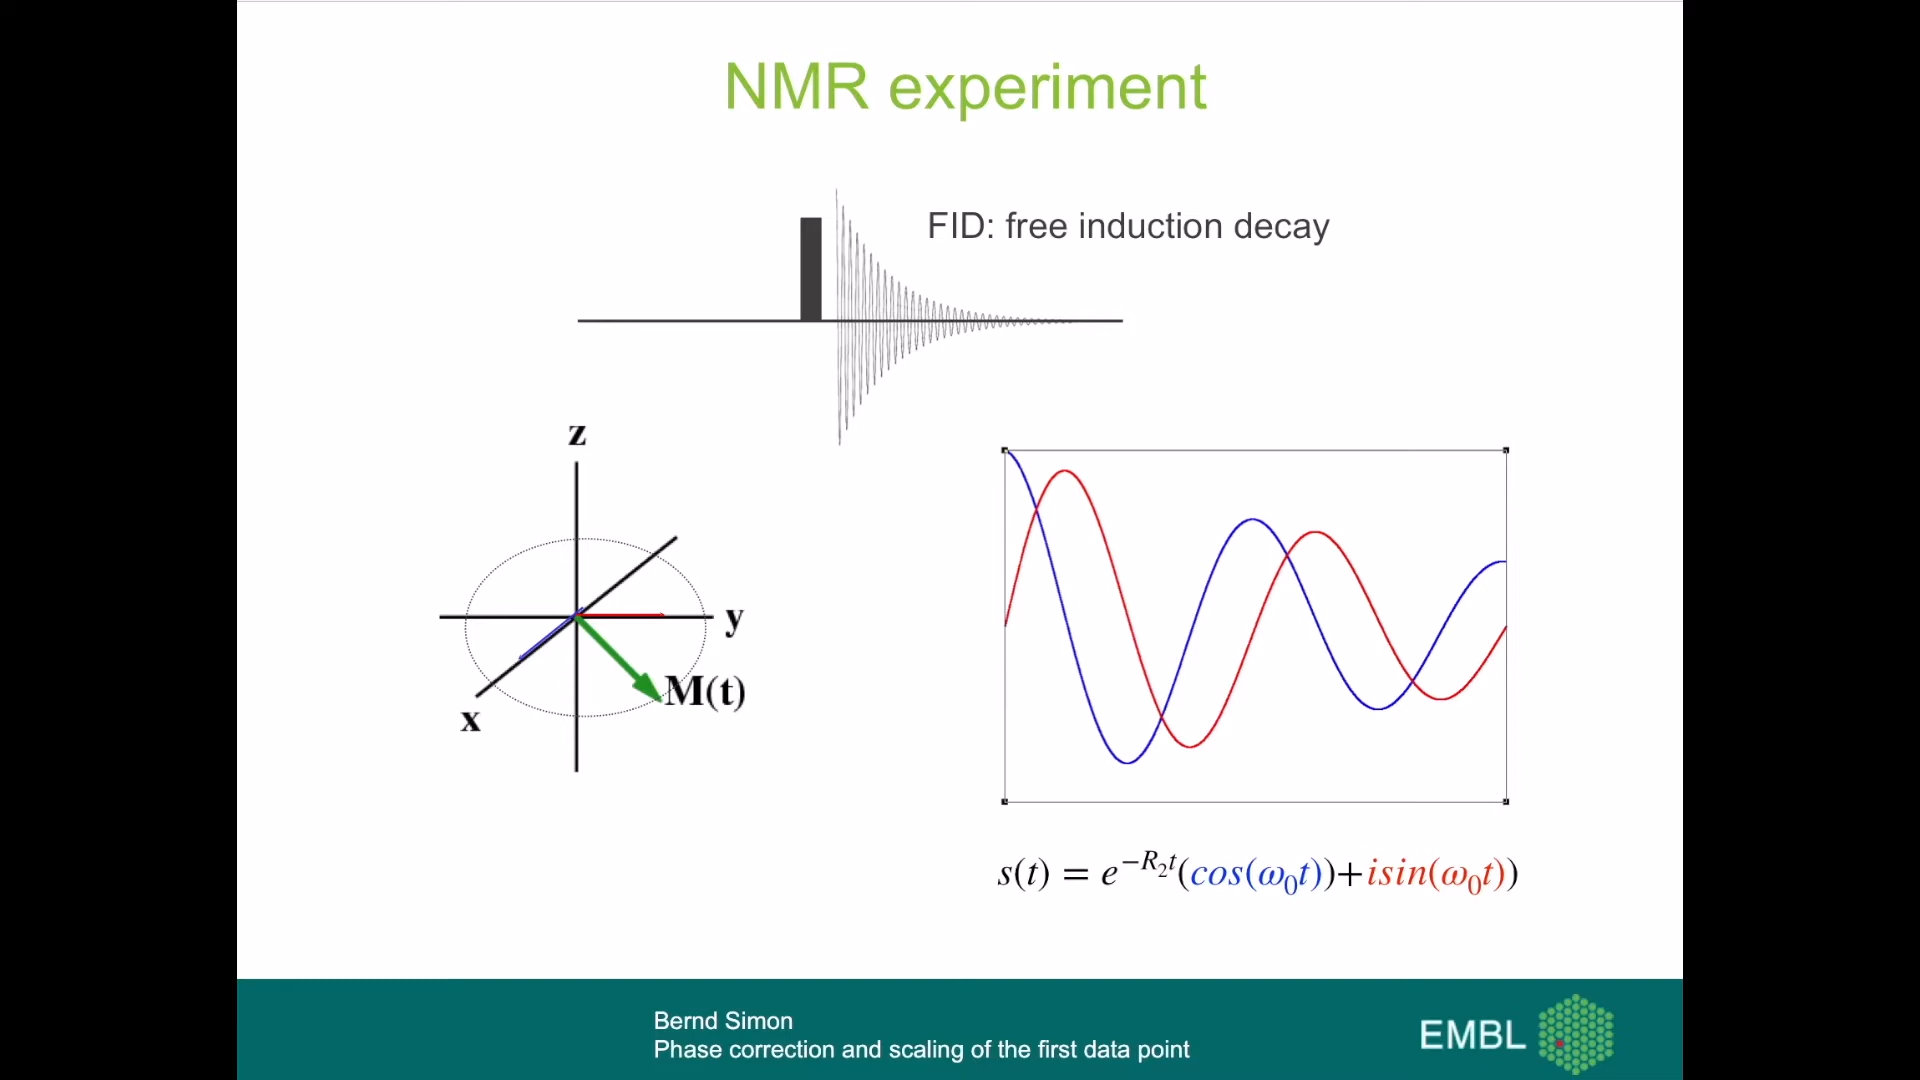 NMR experiment
FID: free induction decay
z
y
M(t)
x
s(t) = e^{−R₂t}(cos(ω₀t))+isin(ω₀t))
Bernd Simon
Phase correction and scaling of the first data point
EMBL